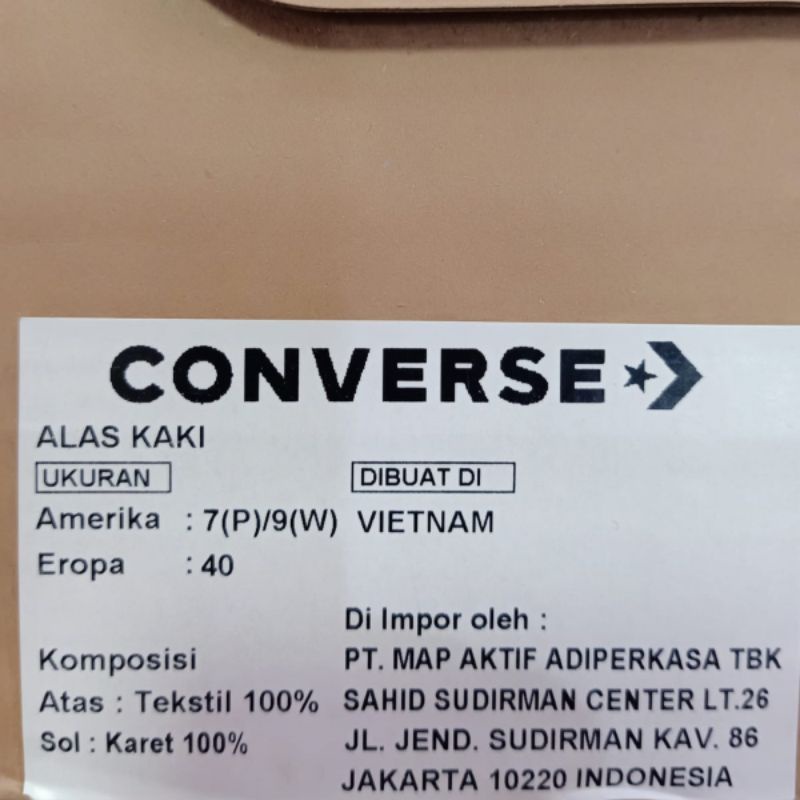 CONVERSE
ALAS KAKI
UKURAN DIBUAT DI
Amerika : 7(P)/9(W) VIETNAM
Eropa : 40
Di Impor oleh :
Komposisi PT. MAP AKTIF ADIPERKASA TBK
Atas : Tekstil 100% SAHID SUDIRMAN CENTER LT.26
Sol : Karet 100% JL. JEND. SUDIRMAN KAV. 86
JAKARTA 10220 INDONESIA